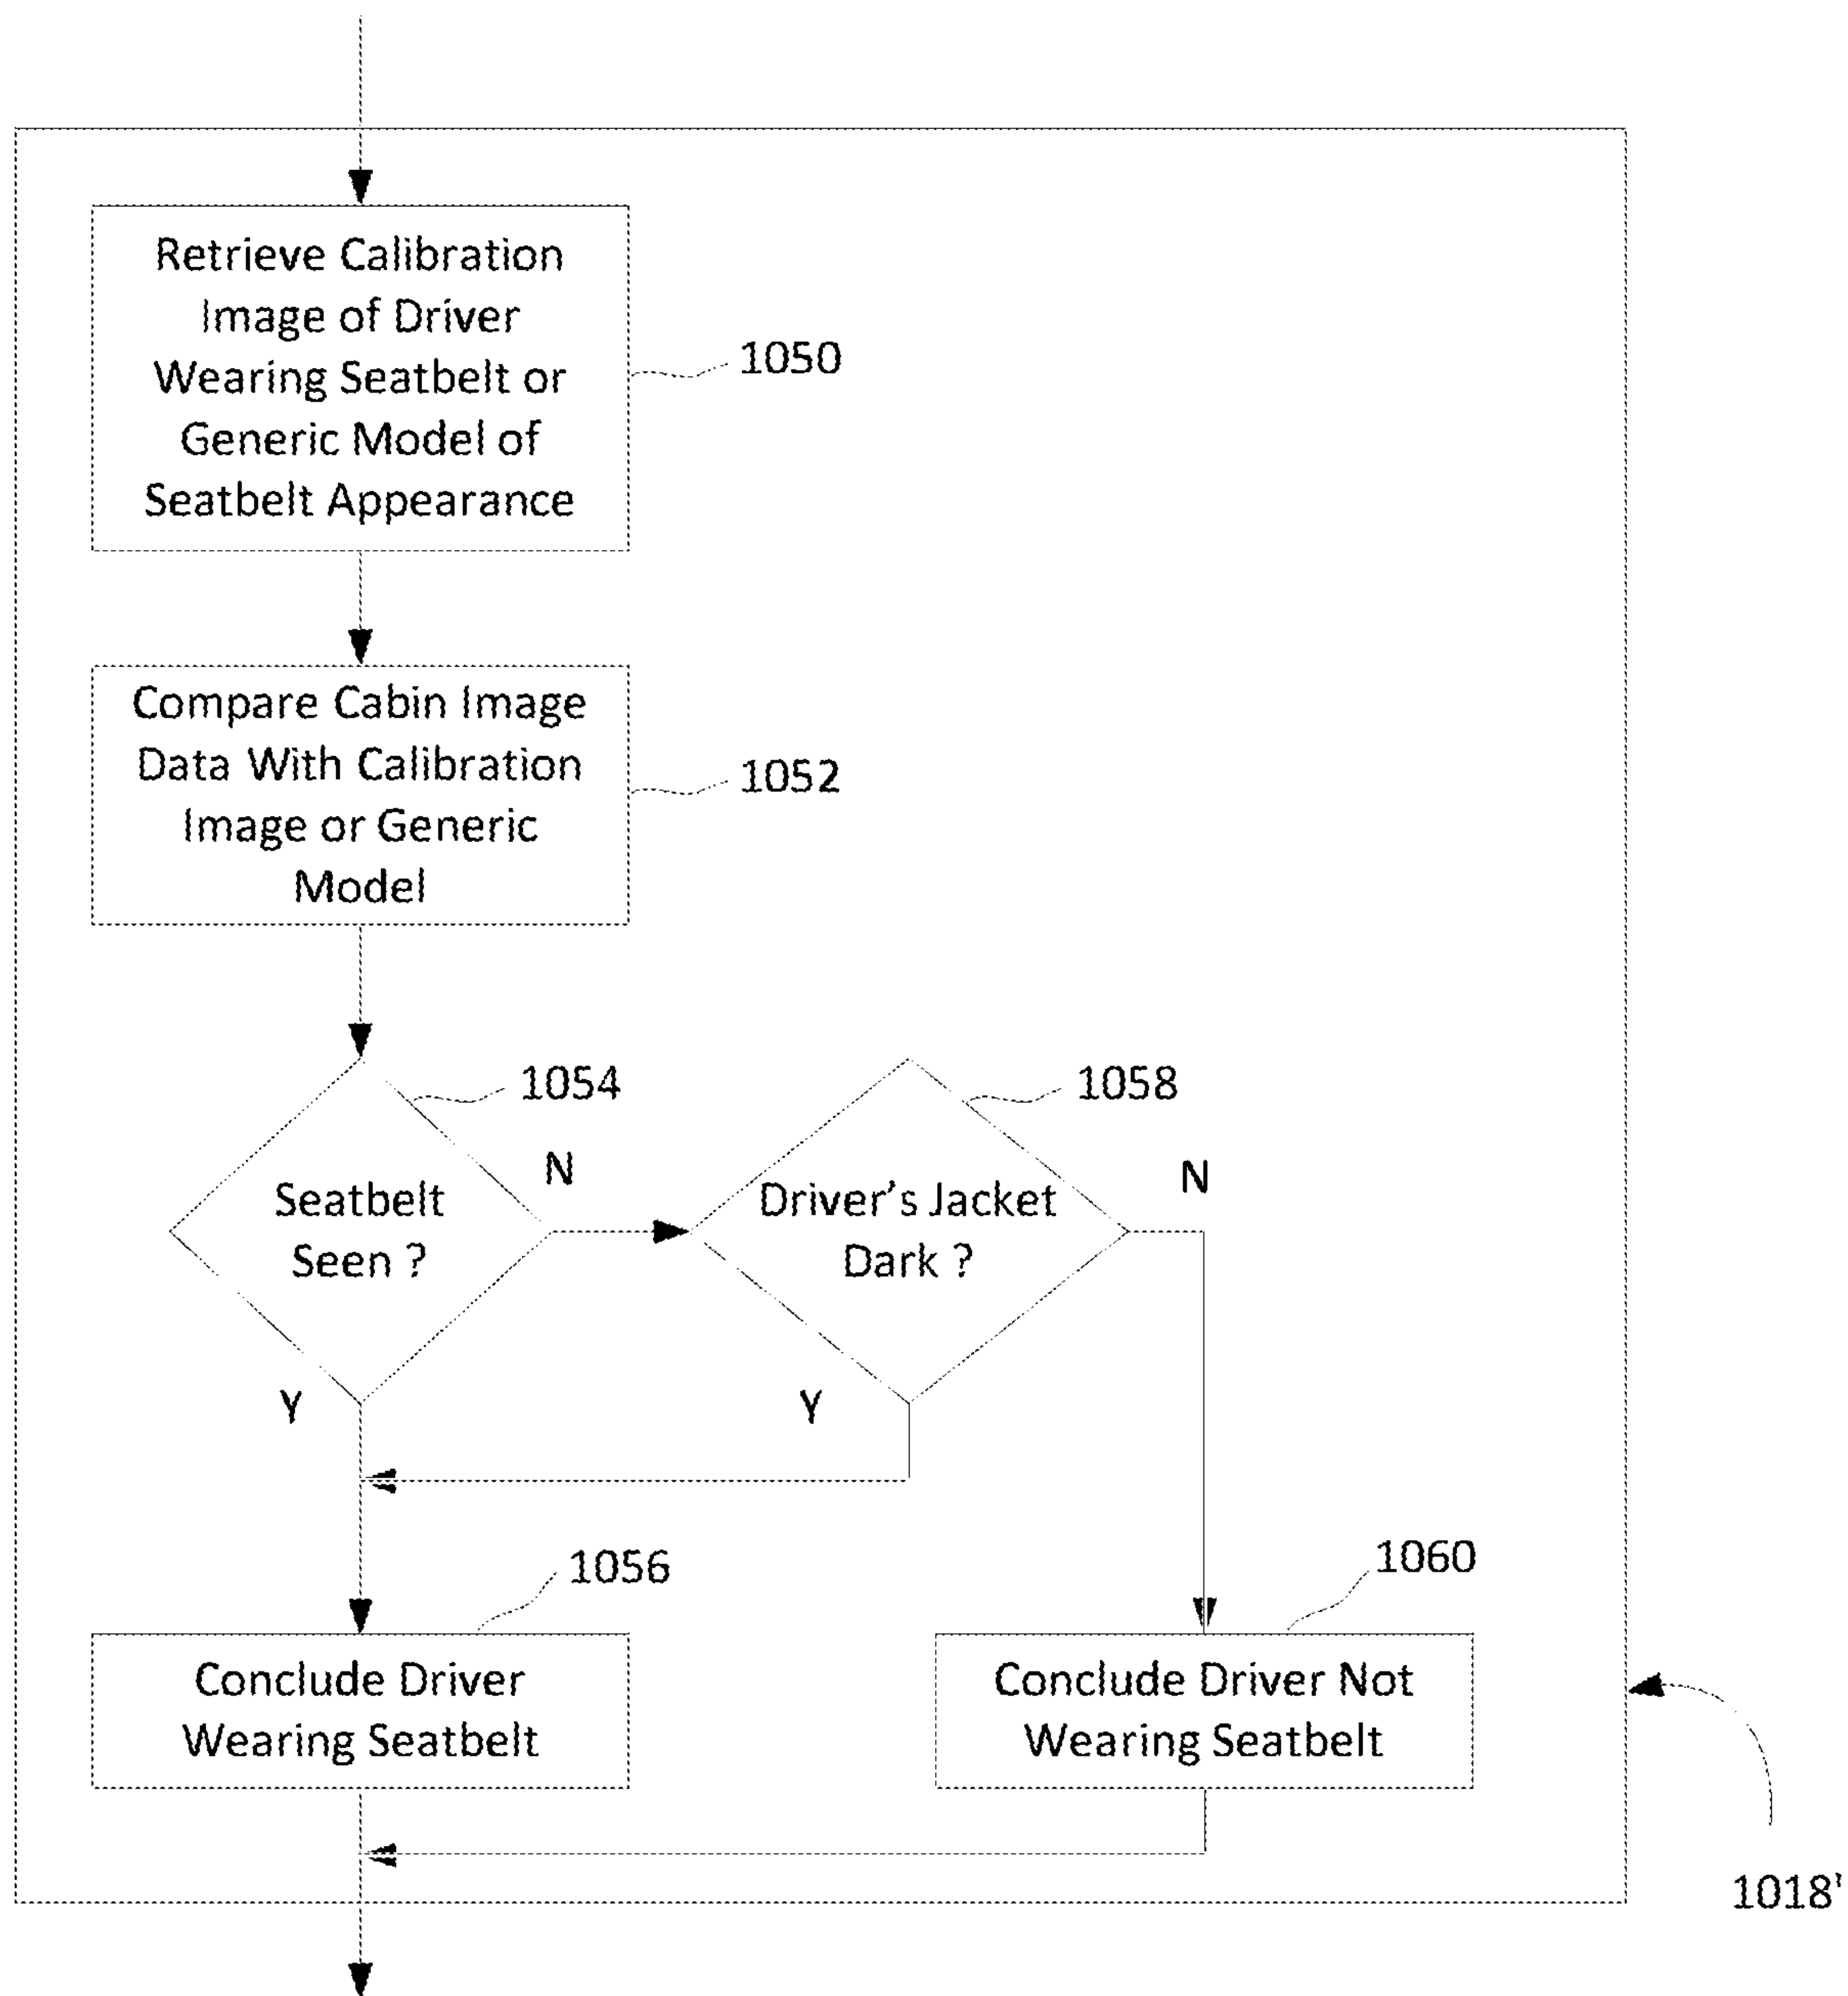 Retrieve Calibration
Image of Driver
Wearing Seatbelt or
Generic Model of
Seatbelt Appearance
1050
Compare Cabin Image
Data With Calibration
Image or Generic
Model
1052
1054
Seatbelt
Seen ?
N
Y
1058
Driver's Jacket
Dark ?
N
Y
1056
Conclude Driver
Wearing Seatbelt
1060
Conclude Driver Not
Wearing Seatbelt
1018'